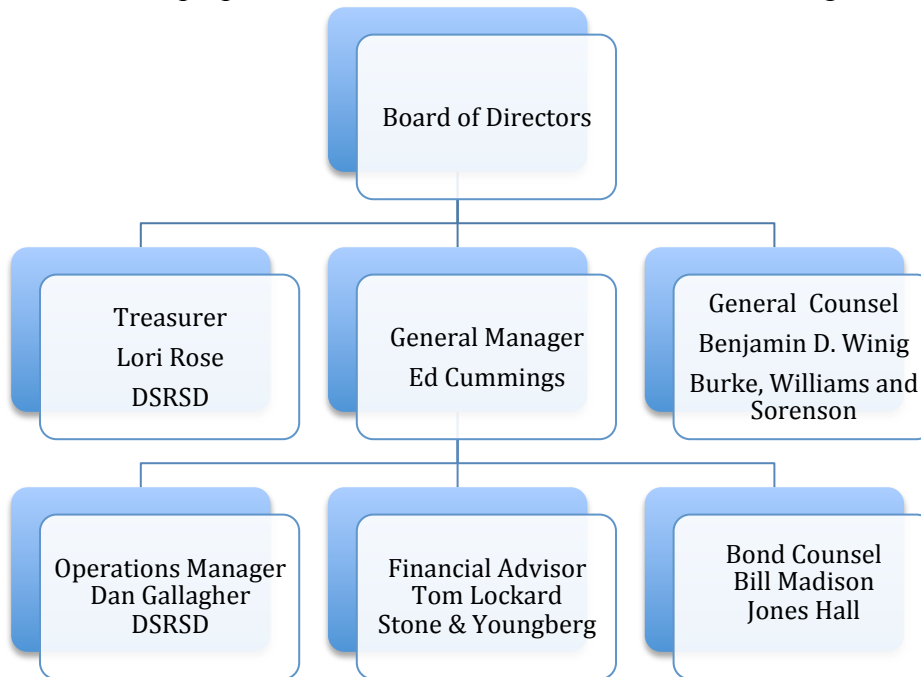 Board of Directors
Treasurer
Lori Rose
DSRSD
General Manager
Ed Cummings
General Counsel
Benjamin D. Winig
Burke, Williams and
Sorenson
Operations Manager
Dan Gallagher
DSRSD
Financial Advisor
Tom Lockard
Stone & Youngberg
Bond Counsel
Bill Madison
Jones Hall